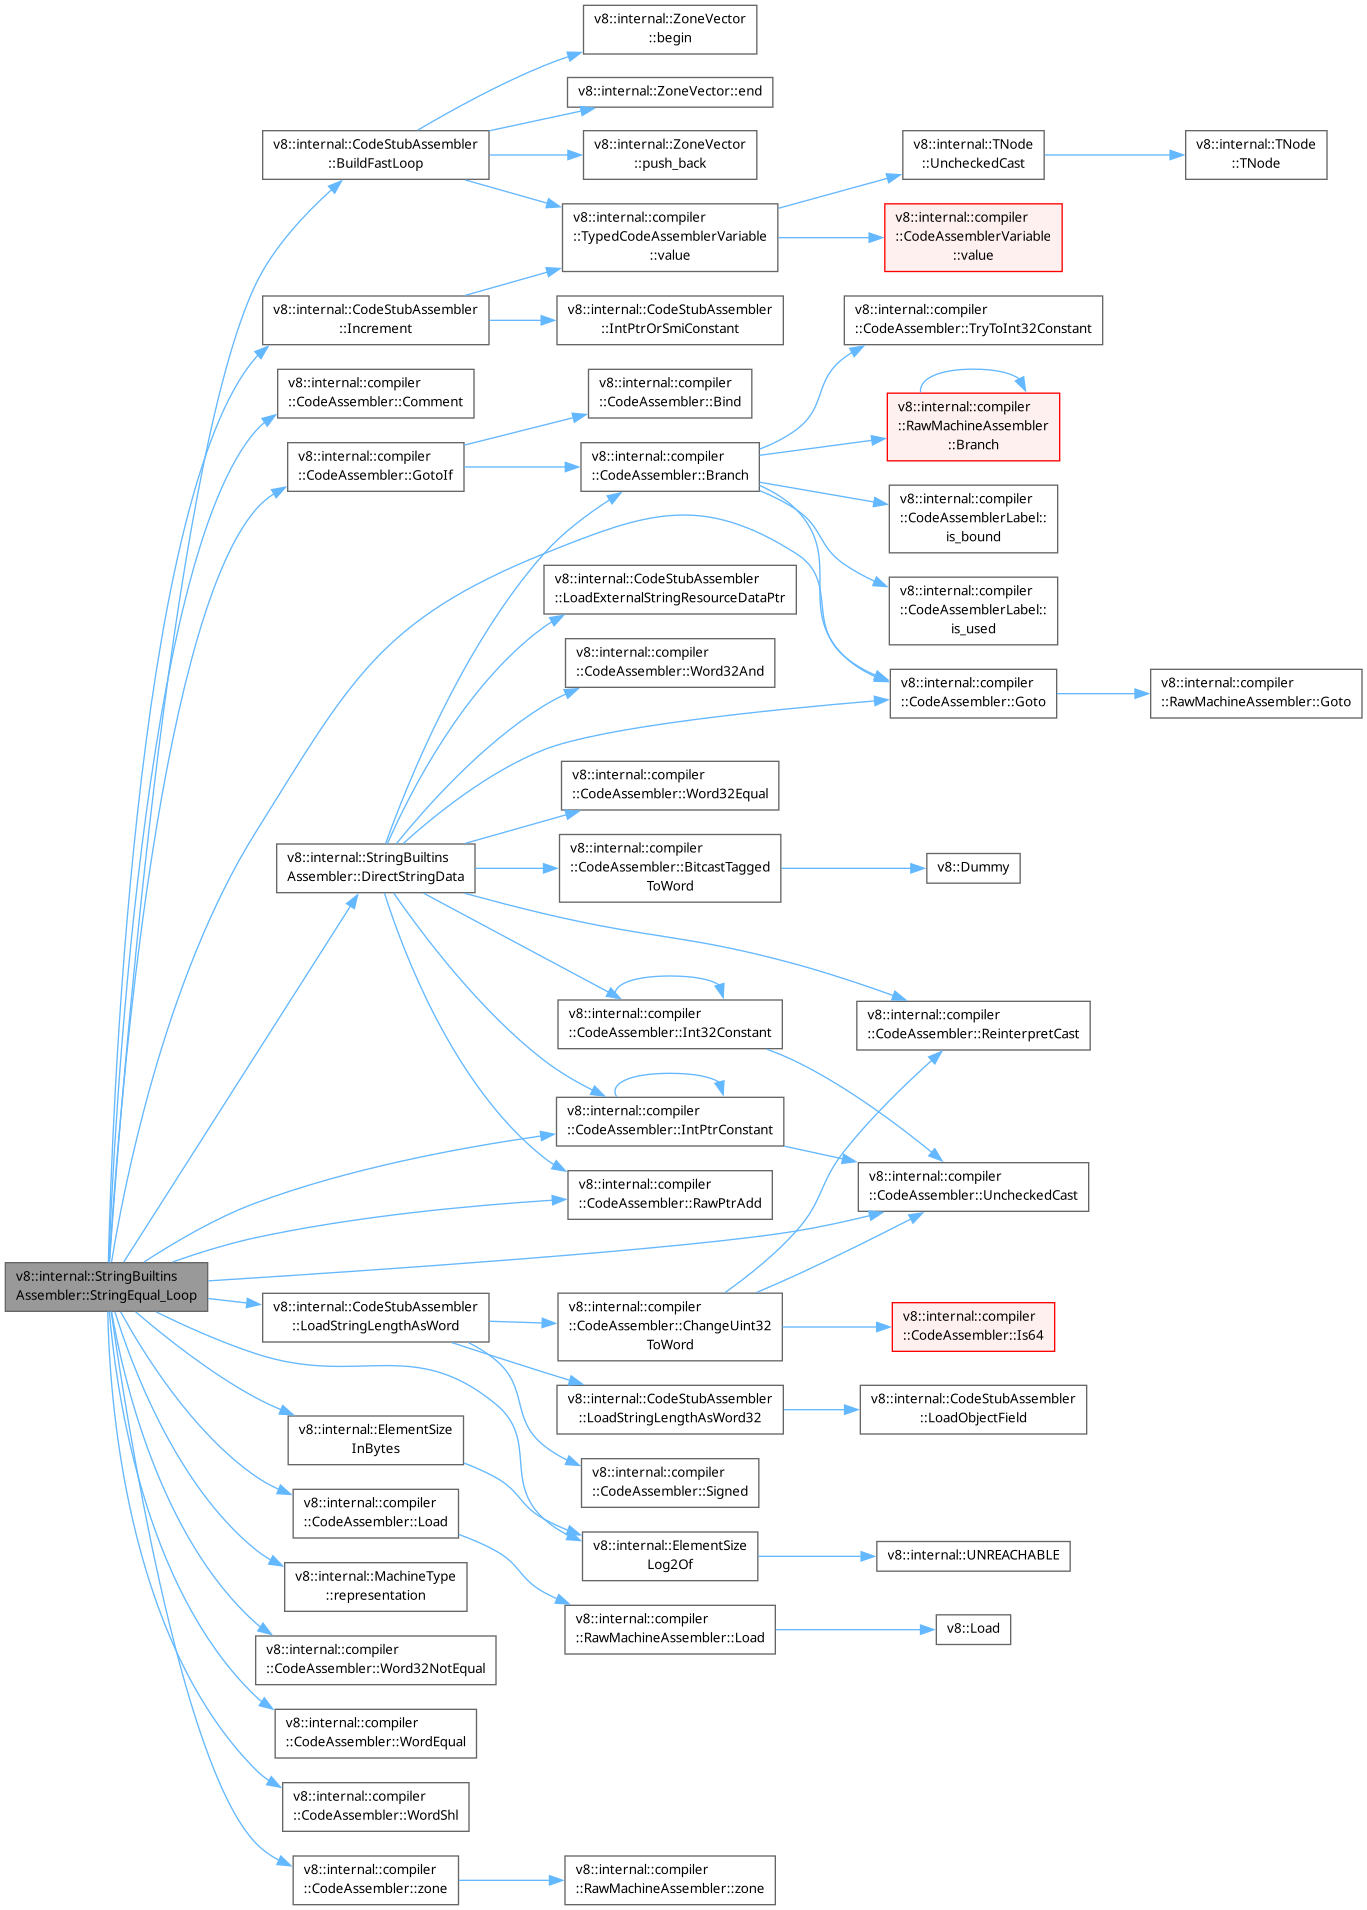 v8::internal::ZoneVector
::begin
v8::internal::ZoneVector::end
v8::internal::CodeStubAssembler
::BuildFastLoop
v8::internal::ZoneVector
::push_back
v8::internal::TNode
::UncheckedCast
v8::internal::TNode
::TNode
v8::internal::compiler
::TypedCodeAssemblerVariable
::value
v8::internal::compiler
::CodeAssemblerVariable
::value
v8::internal::CodeStubAssembler
::Increment
v8::internal::CodeStubAssembler
::IntPtrOrSmiConstant
v8::internal::compiler
::CodeAssembler::TryToInt32Constant
v8::internal::compiler
::CodeAssembler::Comment
v8::internal::compiler
::CodeAssembler::Bind
v8::internal::compiler
::RawMachineAssembler
::Branch
v8::internal::compiler
::CodeAssembler::GotoIf
v8::internal::compiler
::CodeAssembler::Branch
v8::internal::compiler
::CodeAssemblerLabel::
is_bound
v8::internal::CodeStubAssembler
::LoadExternalStringResourceDataPtr
v8::internal::compiler
::CodeAssemblerLabel::
is_used
v8::internal::compiler
::CodeAssembler::Word32And
v8::internal::compiler
::CodeAssembler::Goto
v8::internal::compiler
::RawMachineAssembler::Goto
v8::internal::compiler
::CodeAssembler::Word32Equal
v8::internal::StringBuiltins
Assembler::DirectStringData
v8::internal::compiler
::CodeAssembler::BitcastTagged
ToWord
v8::Dummy
v8::internal::compiler
::CodeAssembler::Int32Constant
v8::internal::compiler
::CodeAssembler::ReinterpretCast
v8::internal::compiler
::CodeAssembler::IntPtrConstant
v8::internal::compiler
::CodeAssembler::RawPtrAdd
v8::internal::compiler
::CodeAssembler::UncheckedCast
v8::internal::StringBuiltins
Assembler::StringEqual_Loop
v8::internal::CodeStubAssembler
::LoadStringLengthAsWord
v8::internal::compiler
::CodeAssembler::ChangeUint32
ToWord
v8::internal::compiler
::CodeAssembler::Is64
v8::internal::CodeStubAssembler
::LoadStringLengthAsWord32
v8::internal::CodeStubAssembler
::LoadObjectField
v8::internal::ElementSize
InBytes
v8::internal::compiler
::CodeAssembler::Signed
v8::internal::compiler
::CodeAssembler::Load
v8::internal::ElementSize
Log2Of
v8::internal::UNREACHABLE
v8::internal::MachineType
::representation
v8::internal::compiler
::RawMachineAssembler::Load
v8::Load
v8::internal::compiler
::CodeAssembler::Word32NotEqual
v8::internal::compiler
::CodeAssembler::WordEqual
v8::internal::compiler
::CodeAssembler::WordShl
v8::internal::compiler
::CodeAssembler::zone
v8::internal::compiler
::RawMachineAssembler::zone